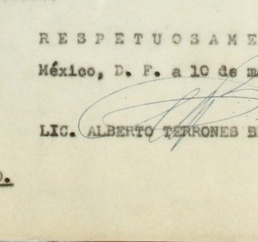 R E S P E T U O S A M E
México, D. F. a 10 de m
LIC. ALBERTO TERRONES B
O.